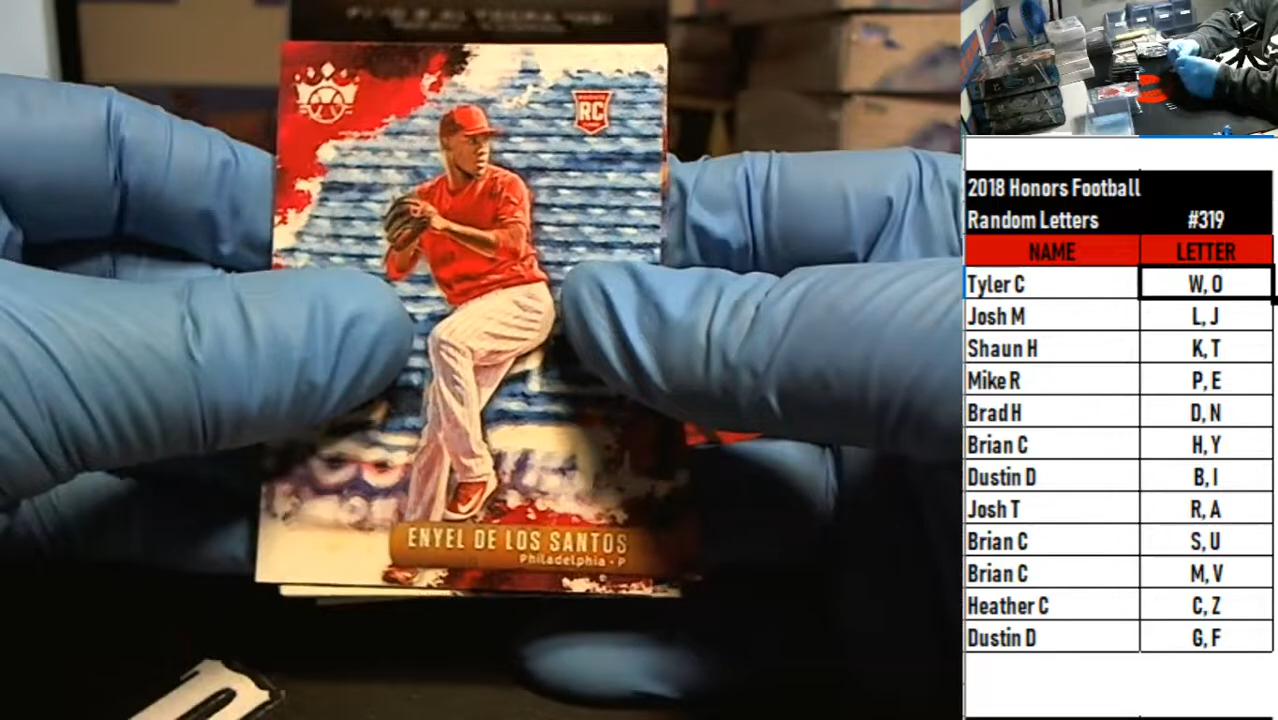 RC
ENYEL DE LOS SANTOS
Philadelphia • P
2018 Honors Football
Random Letters #319
NAME LETTER
Tyler C W, O
Josh M L, J
Shaun H K, T
Mike R P, E
Brad H D, N
Brian C H, Y
Dustin D B, I
Josh T R, A
Brian C S, U
Brian C M, V
Heather C C, Z
Dustin D G, F